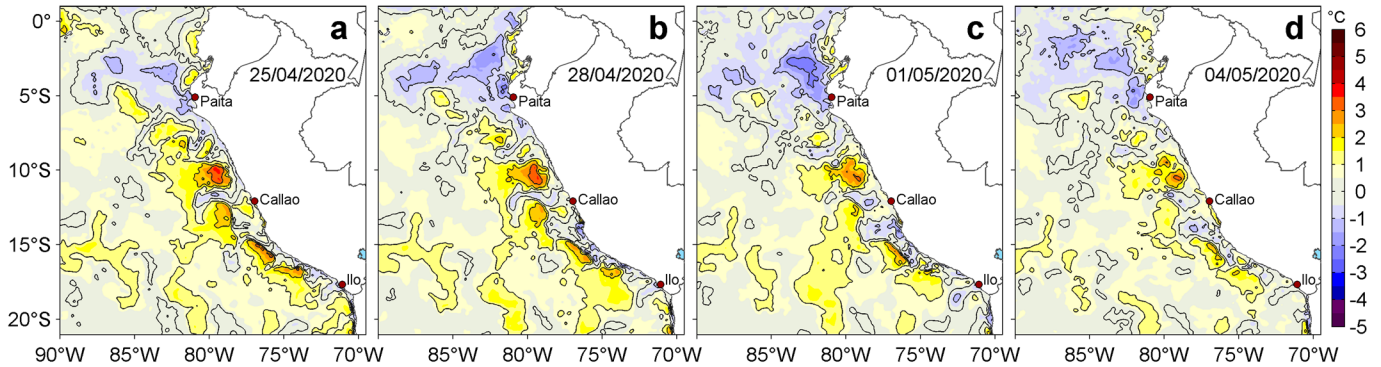 a b c d °C
25/04/2020 28/04/2020 01/05/2020 04/05/2020
0° 6
5
4
5°S Paita Paita Paita Paita 3
2
10°S 1
0
Callao Callao Callao Callao -1
15°S -2
-3
Ilo Ilo Ilo Ilo -4
20°S -5
90°W 85°W 80°W 75°W 70°W 85°W 80°W 75°W 70°W 85°W 80°W 75°W 70°W 85°W 80°W 75°W 70°W